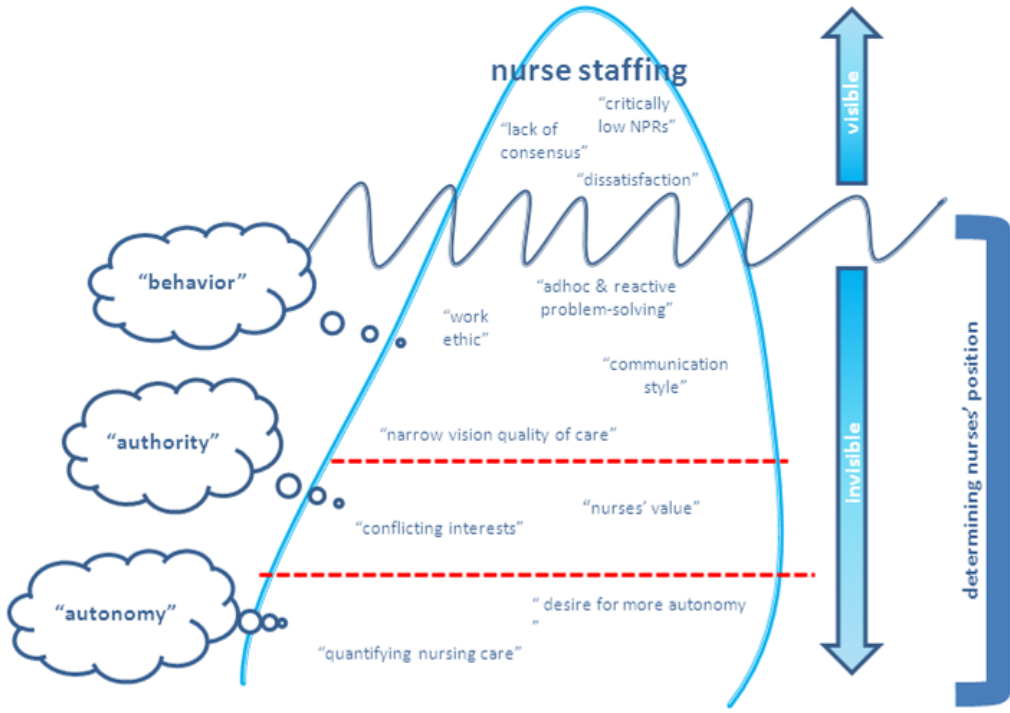 nurse staffing
“critically
low NPRs”
“lack of
consensus”
“dissatisfaction”
visible
“behavior”
“adhoc & reactive
problem-solving”
“work
ethic”
“communication
style”
“authority”
“narrow vision quality of care”
“nurses’ value”
“conflicting interests”
invisible
determining nurses’ position
“autonomy”
“ desire for more autonomy
”
“quantifying nursing care”